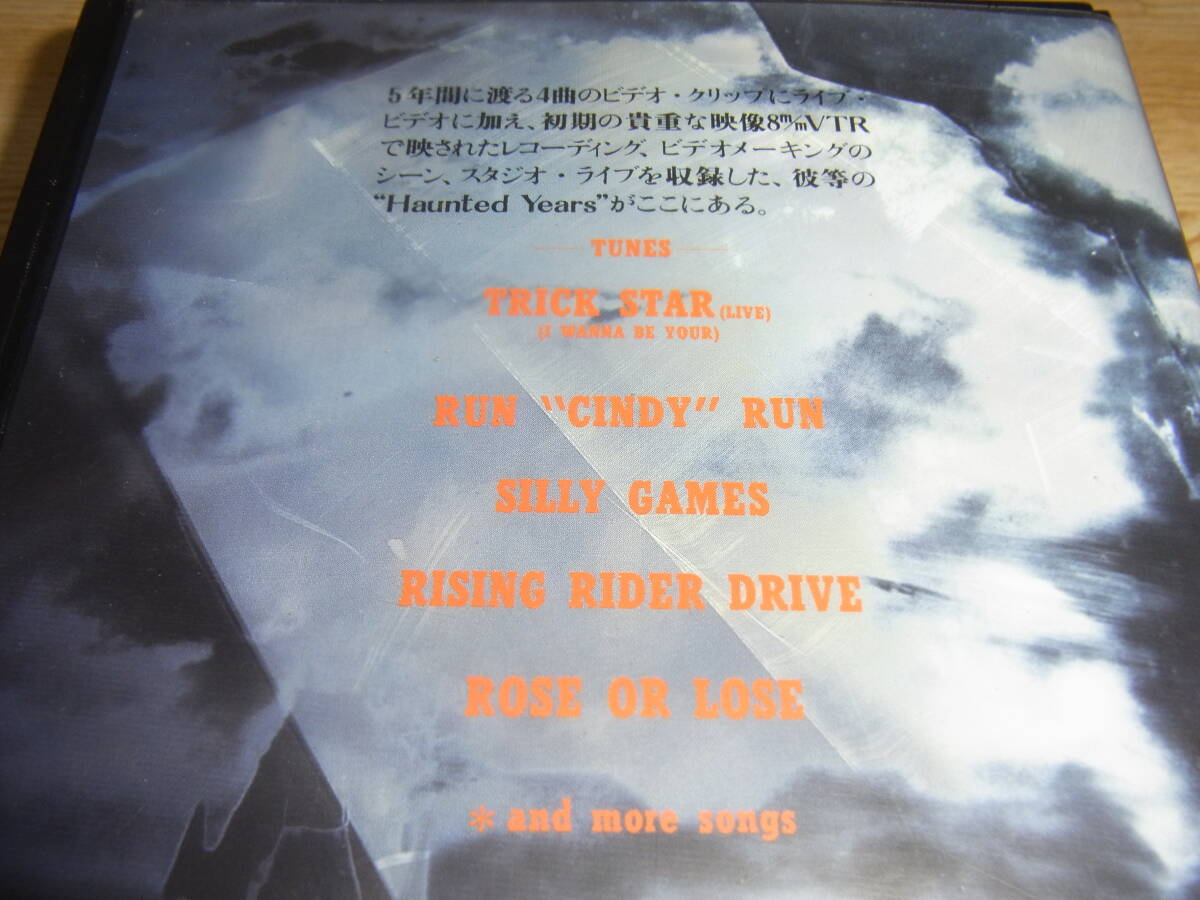 5年間に渡る4曲のビデオ・クリップにライブ・
ビデオに加え、初期の貴重な映像8m/mVTR
で映されたレコーディング、ビデオメーキングの
シーン、スタジオ・ライブを収録した、彼等の
“Haunted Years”がここにある。
TUNES
TRICK STAR (LIVE)
(I WANNA BE YOUR)
RUN "CINDY" RUN
SILLY GAMES
RISING RIDER DRIVE
ROSE OR LOSE
＊and more songs